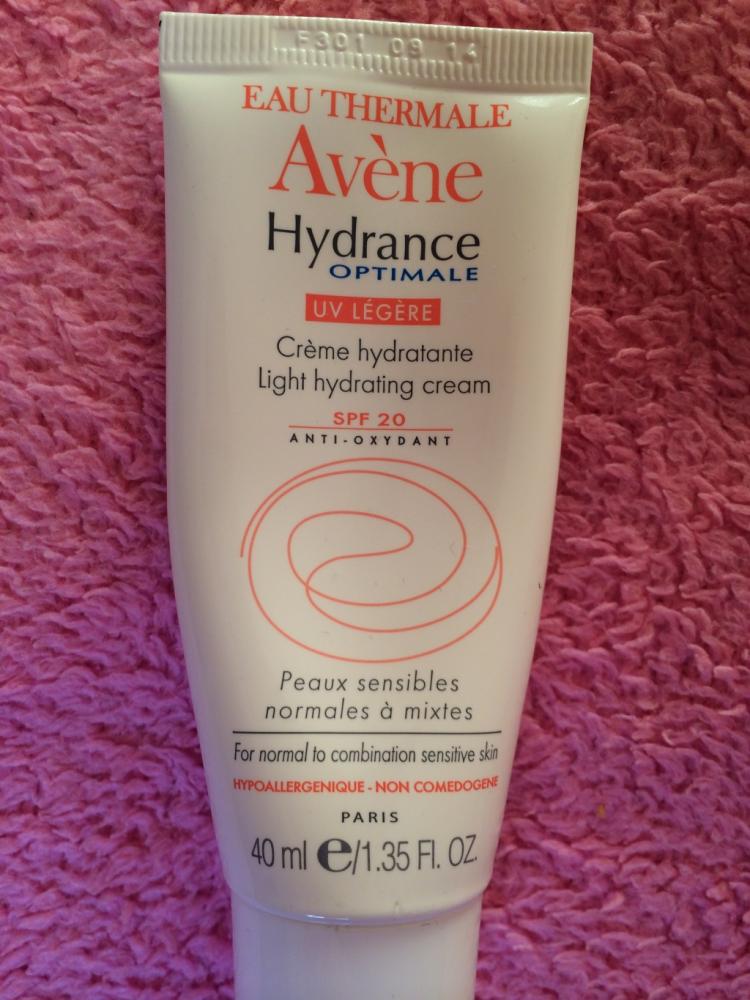 F301 09 14
EAU THERMALE
Avène
Hydrance
OPTIMALE
UV LÉGÈRE
Crème hydratante
Light hydrating cream
SPF 20
ANTI-OXYDANT
Peaux sensibles
normales à mixtes
For normal to combination sensitive skin
HYPOALLERGENIQUE - NON COMEDOGENE
PARIS
40 ml e/1.35 Fl. OZ.